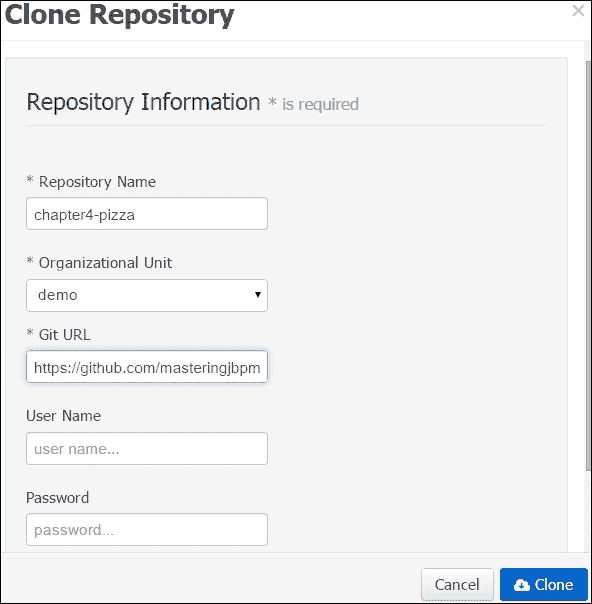 Clone Repository
×
Repository Information * is required
* Repository Name
chapter4-pizza
* Organizational Unit
demo
* Git URL
https://github.com/masteringjbpm
User Name
user name...
Password
password...
Cancel
Clone